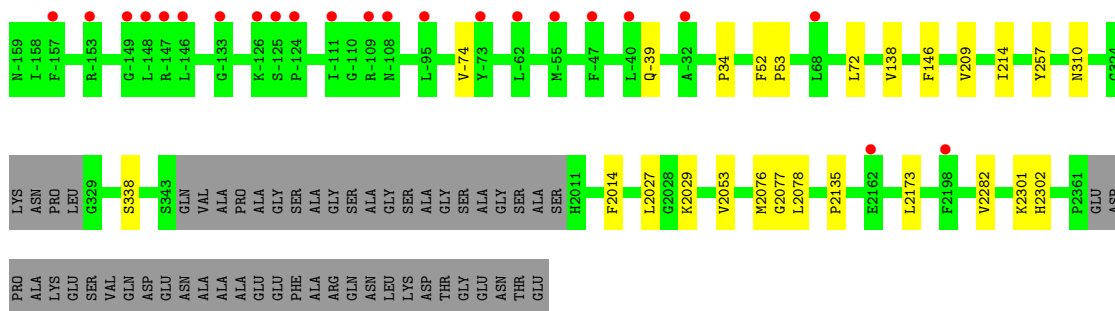 N-159 I-158 F-157 R-153 G-149 L-148 R-147 L-146 G-133 K-126 S-125 P-124 I-111 G-110 R-109 N-108 L-95 V-74 Y-73 L-62 M-55 F-47 L-40 Q-39 A-32 P34 F52 P53 L68 L72 V138 F146 V209 I214 Y257 N310 G324
LYS ASN PRO LEU G329 S338 S343 GLN VAL ALA PRO ALA GLY SER ALA GLY SER ALA GLY SER ALA GLY SER ALA SER H2011 F2014 L2027 G2028 K2029 V2053 M2076 G2077 L2078 P2135 E2162 L2173 F2198 V2282 K2301 H2302 P2361 GLU ASP
PRO ALA LYS GLU SER VAL GLN ASP GLU ASN ALA ALA ALA GLU GLU PHE ALA ARG GLN ASN LEU LYS ASP THR GLY GLU ASN THR GLU